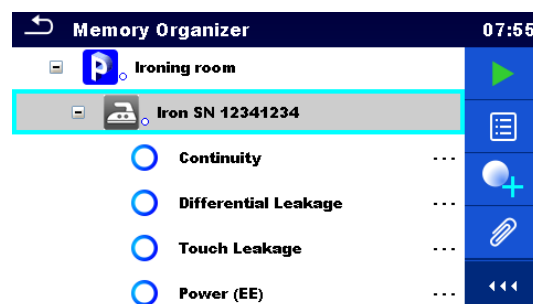 Memory Organizer 07:55
Ironing room
Iron SN 12341234
Continuity ---
Differential Leakage ---
Touch Leakage ---
Power (EE) ---